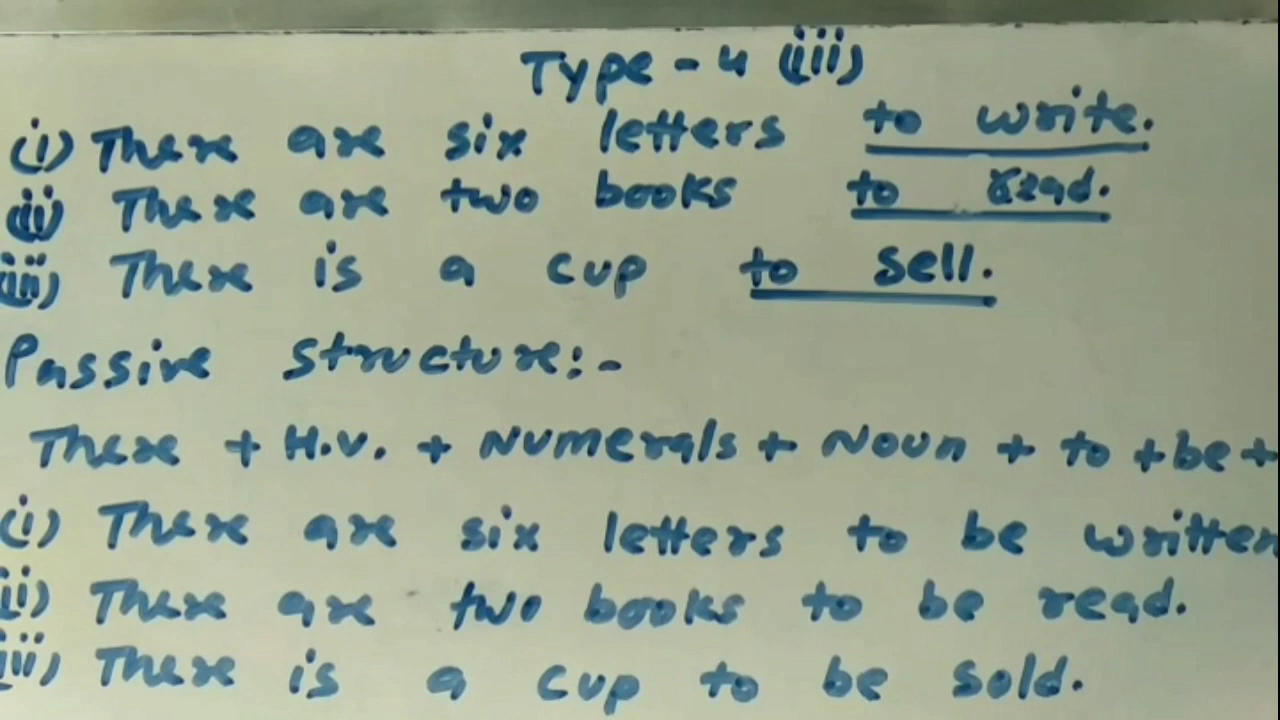 Type - 4 (iii)
(i) There are six letters to write.
(ii) There are two books to read.
(iii) There is a cup to sell.
Passive Structure:-
There + H.V. + Numerals + Noun + to + be +
(i) There are six letters to be written
(ii) There are two books to be read.
(iii) There is a cup to be sold.